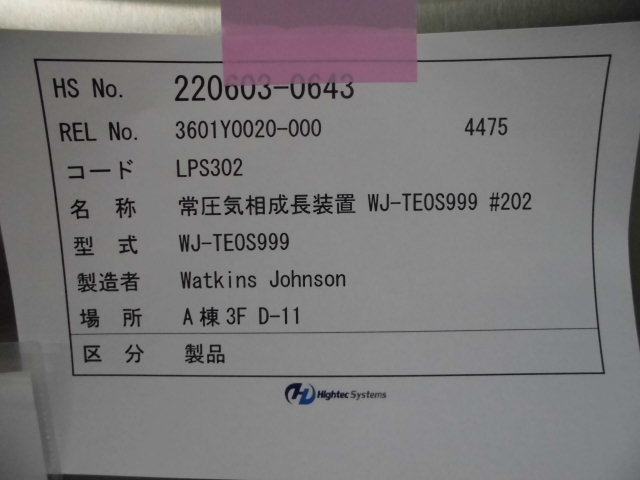 HS No. 220603-0643
REL No. 3601Y0020-000 4475
コード LPS302
名 称 常圧気相成長装置 WJ-TEOS999 #202
型 式 WJ-TEOS999
製造者 Watkins Johnson
場 所 A棟3F D-11
区 分 製品
Hightec Systems